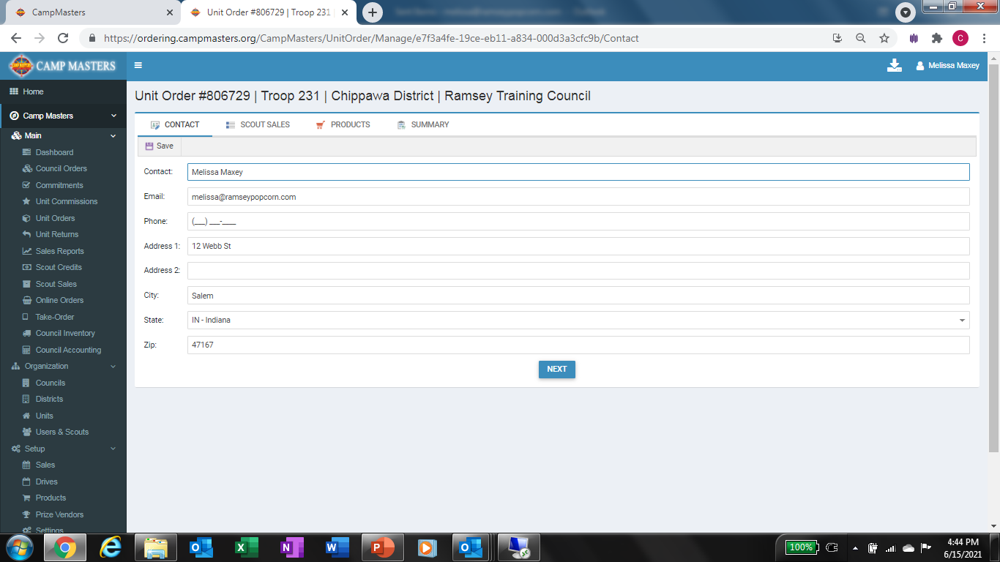 CampMasters
Unit Order #806729 | Troop 231 |
https://ordering.campmasters.org/CampMasters/UnitOrder/Manage/e7f3a4fe-19ce-eb11-a834-000d3a3cfc9b/Contact
C
CAMP MASTERS
Melissa Maxey
Home
Camp Masters
Main
Dashboard
Council Orders
Commitments
Unit Commissions
Unit Orders
Unit Returns
Sales Reports
Scout Credits
Scout Sales
Online Orders
Take-Order
Council Inventory
Council Accounting
Organization
Councils
Districts
Units
Users & Scouts
Setup
Sales
Drives
Products
Prize Vendors
Settings
Unit Order #806729 | Troop 231 | Chippawa District | Ramsey Training Council
CONTACT SCOUT SALES PRODUCTS SUMMARY
Save
Contact: Melissa Maxey
Email: melissa@ramseypopcorn.com
Phone: (___) ___-____
Address 1: 12 Webb St
Address 2:
City: Salem
State: IN - Indiana
Zip: 47167
NEXT
100%
4:44 PM
6/15/2021